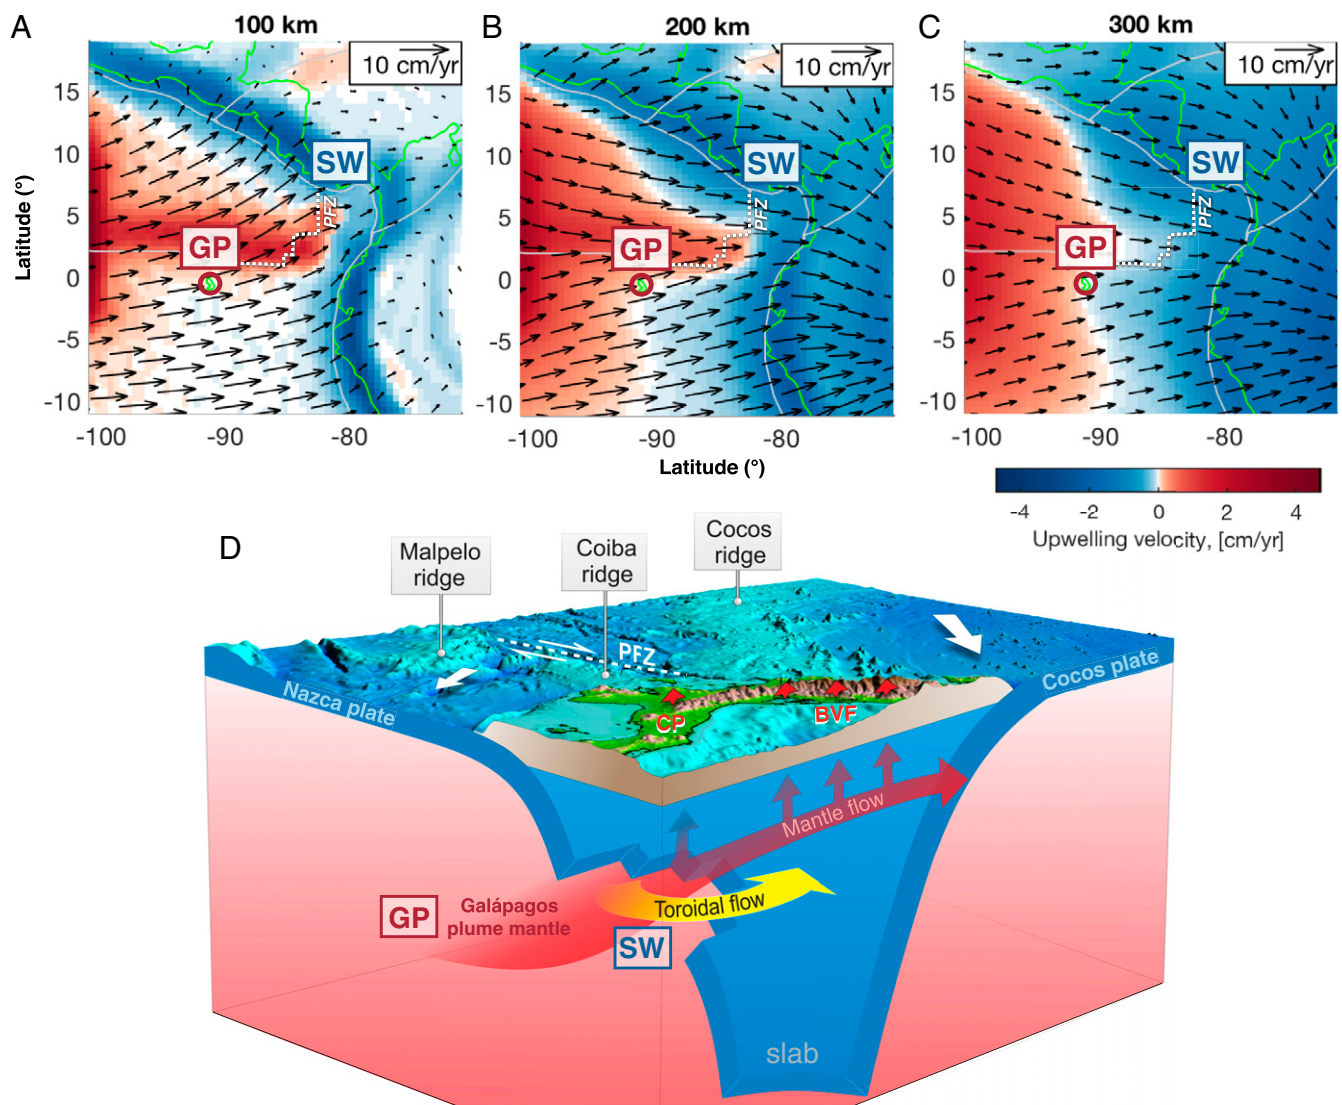 A
100 km
B
200 km
C
300 km
10 cm/yr
10 cm/yr
10 cm/yr
Latitude (°)
15
10
5
0
-5
-10
15
10
5
0
-5
-10
15
10
5
0
-5
-10
SW
PFZ
GP
SW
PFZ
GP
SW
PFZ
GP
-100
-90
-80
-100
-90
-80
-100
-90
-80
Latitude (°)
-4
-2
0
2
4
Upwelling velocity, [cm/yr]
D
Malpelo
ridge
Coiba
ridge
Cocos
ridge
PFZ
Nazca plate
Cocos plate
CP
BVF
Mantle flow
GP
Galápagos
plume mantle
Toroidal flow
SW
slab